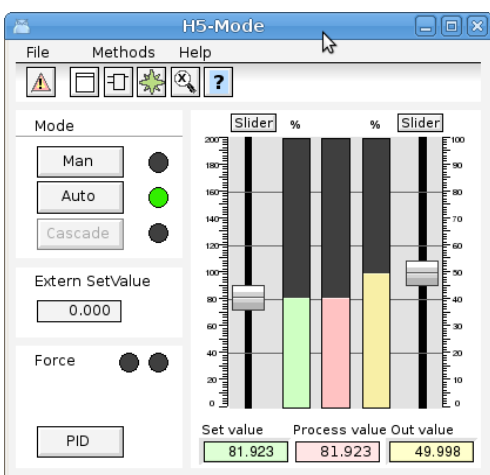 H5-Mode
File Methods Help
?
Mode
Man
Auto
Cascade
Extern SetValue
0.000
Force
PID
Slider % % Slider
200 100
180 90
160 80
140 70
120 60
100 50
80 40
60 30
40 20
20 10
0 0
Set value Process value Out value
81.923 81.923 49.998